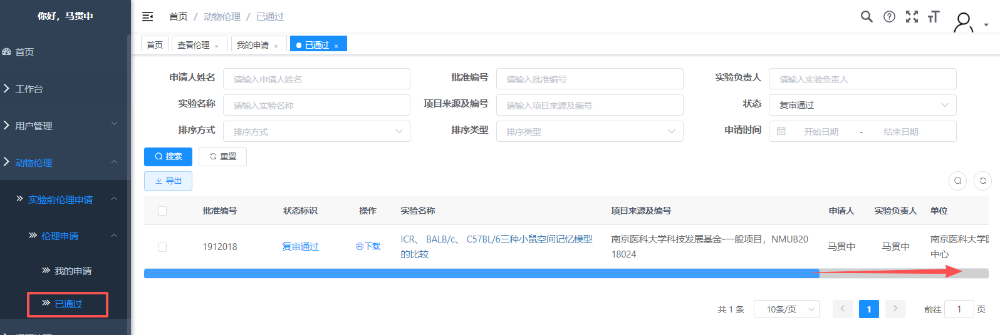 你好，马贯中
首页
工作台
用户管理
动物伦理
实验前伦理申请
伦理申请
我的申请
已通过
首页 / 动物伦理 / 已通过
首页 查看伦理 × 我的申请 × 已通过 ×
申请人姓名 请输入申请人姓名 批准编号 请输入批准编号 实验负责人 请输入实验负责人
实验名称 请输入实验名称 项目来源及编号 请输入项目来源及编号 状态 复审通过
排序方式 排序方式 排序类型 排序类型 申请时间 开始日期 - 结束日期
搜索 重置
导出
批准编号 状态标识 操作 实验名称 项目来源及编号 申请人 实验负责人 单位
1912018 复审通过 下载 ICR、 BALB/c、 C57BL/6三种小鼠空间记忆模型 南京医科大学科技发展基金-一般项目，NMUB20 马贯中 马贯中 南京医科大学
的比较 18024 中心
共 1 条 10条/页 1 前往 1 页